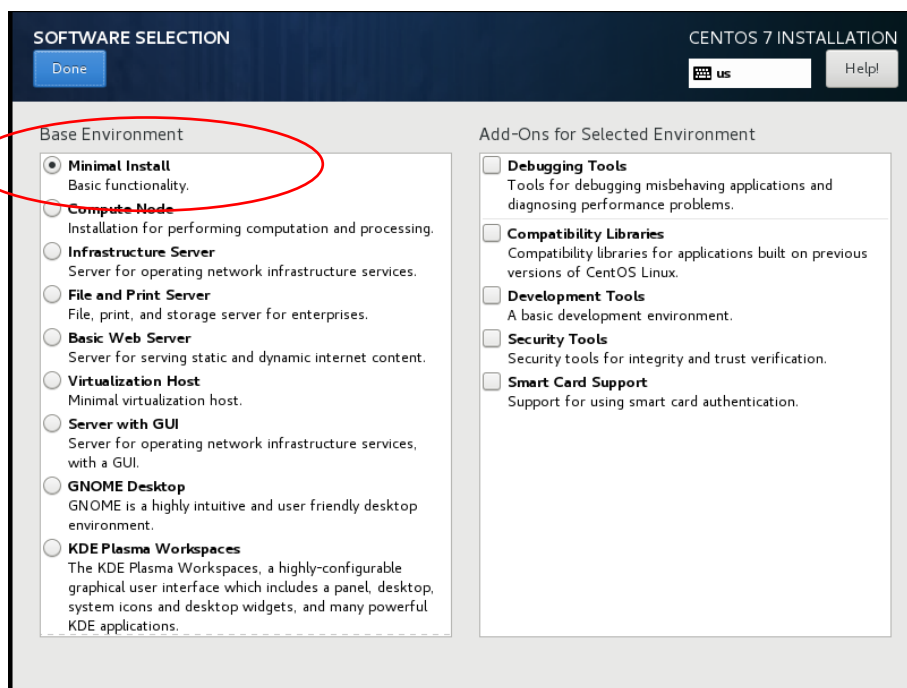 SOFTWARE SELECTION
CENTOS 7 INSTALLATION
Done
us
Help!
Base Environment
Minimal Install
Basic functionality.
Compute Node
Installation for performing computation and processing.
Infrastructure Server
Server for operating network infrastructure services.
File and Print Server
File, print, and storage server for enterprises.
Basic Web Server
Server for serving static and dynamic internet content.
Virtualization Host
Minimal virtualization host.
Server with GUI
Server for operating network infrastructure services,
with a GUI.
GNOME Desktop
GNOME is a highly intuitive and user friendly desktop
environment.
KDE Plasma Workspaces
The KDE Plasma Workspaces, a highly-configurable
graphical user interface which includes a panel, desktop,
system icons and desktop widgets, and many powerful
KDE applications.
Add-Ons for Selected Environment
Debugging Tools
Tools for debugging misbehaving applications and
diagnosing performance problems.
Compatibility Libraries
Compatibility libraries for applications built on previous
versions of CentOS Linux.
Development Tools
A basic development environment.
Security Tools
Security tools for integrity and trust verification.
Smart Card Support
Support for using smart card authentication.